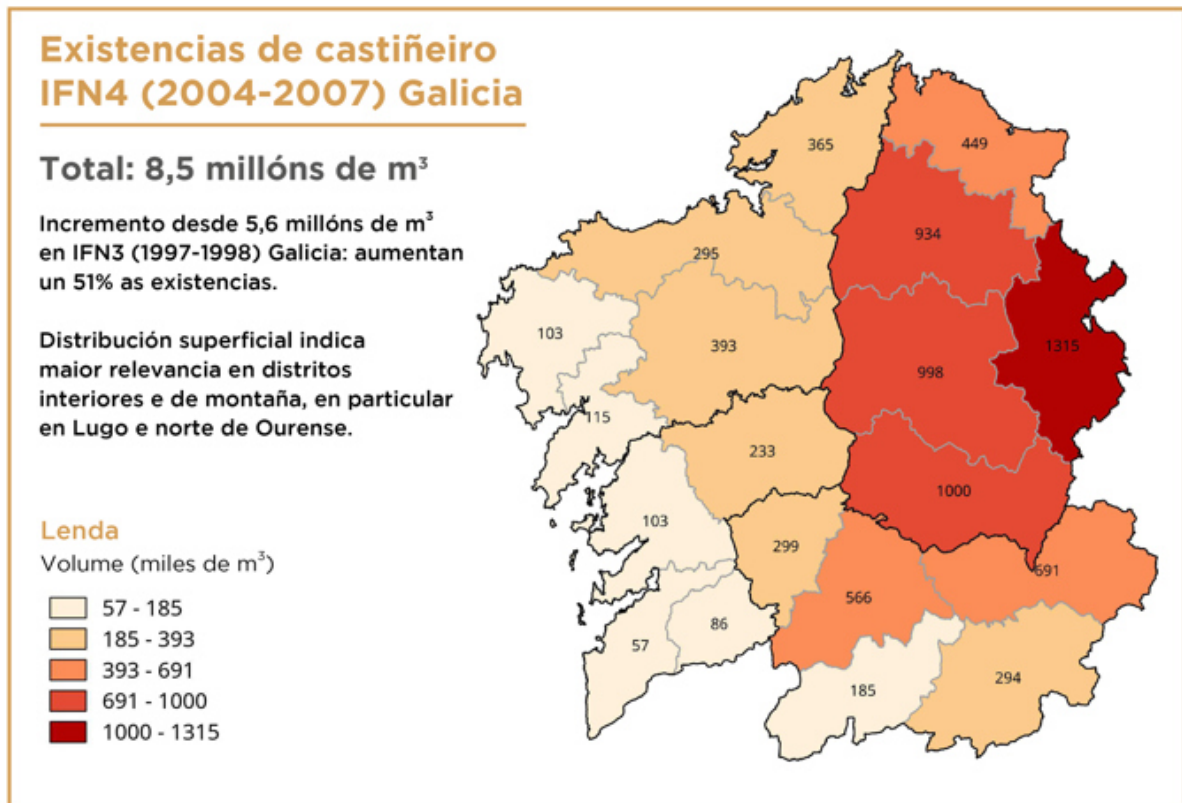 Existencias de castiñeiro
IFN4 (2004-2007) Galicia
Total: 8,5 millóns de m³
Incremento desde 5,6 millóns de m³
en IFN3 (1997-1998) Galicia: aumentan
un 51% as existencias.
Distribución superficial indica
maior relevancia en distritos
interiores e de montaña, en particular
en Lugo e norte de Ourense.
Lenda
Volume (miles de m³)
57 - 185
185 - 393
393 - 691
691 - 1000
1000 - 1315
365
449
934
295
103
393
1315
998
115
233
1000
103
299
691
566
86
57
185
294